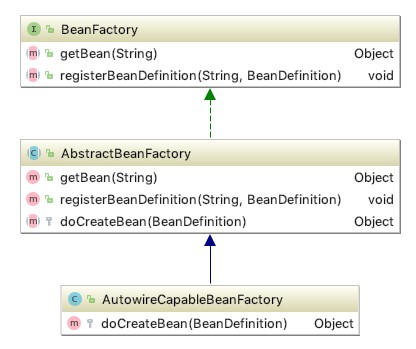 I BeanFactory
m getBean(String) Object
m registerBeanDefinition(String, BeanDefinition) void
C AbstractBeanFactory
m getBean(String) Object
m registerBeanDefinition(String, BeanDefinition) void
m doCreateBean(BeanDefinition) Object
C AutowireCapableBeanFactory
m doCreateBean(BeanDefinition) Object